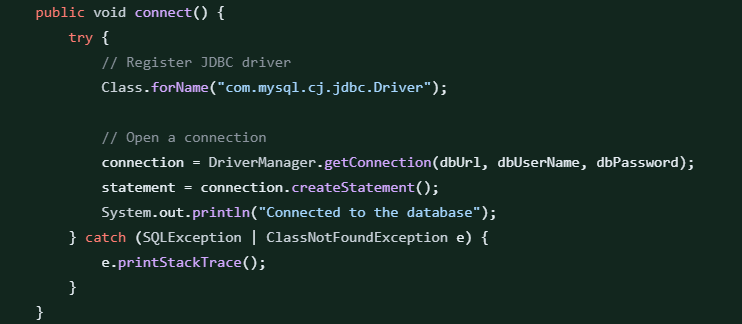 public void connect() {
    try {
        // Register JDBC driver
        Class.forName("com.mysql.cj.jdbc.Driver");

        // Open a connection
        connection = DriverManager.getConnection(dbUrl, dbUserName, dbPassword);
        statement = connection.createStatement();
        System.out.println("Connected to the database");
    } catch (SQLException | ClassNotFoundException e) {
        e.printStackTrace();
    }
}